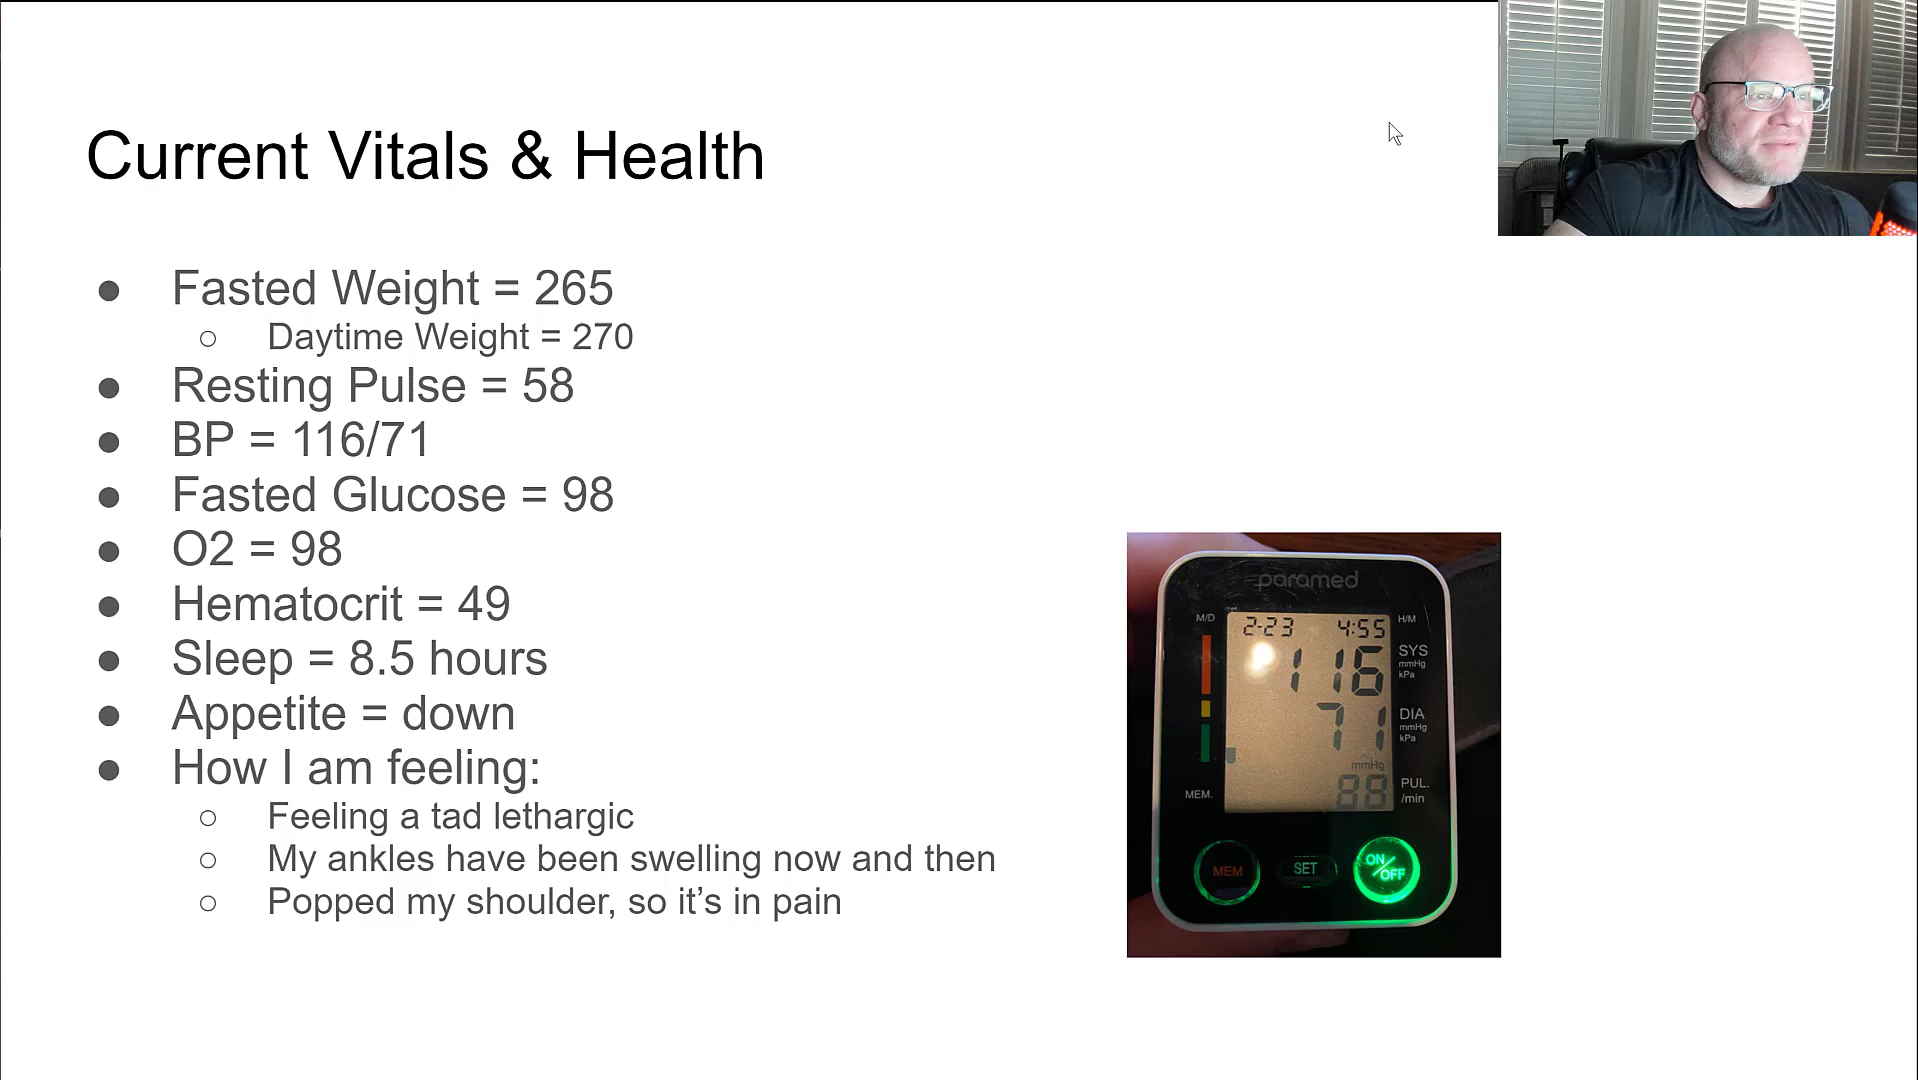 Current Vitals & Health
● Fasted Weight = 265
○ Daytime Weight = 270
● Resting Pulse = 58
● BP = 116/71
● Fasted Glucose = 98
● O2 = 98
● Hematocrit = 49
● Sleep = 8.5 hours
● Appetite = down
● How I am feeling:
○ Feeling a tad lethargic
○ My ankles have been swelling now and then
○ Popped my shoulder, so it’s in pain
paramed
M/D 2-23 4:55 H/M
116 SYS
mmHg
kPa
71 DIA
mmHg
kPa
mmHg
MEM. 88 PUL.
/min
MEM SET ON/OFF